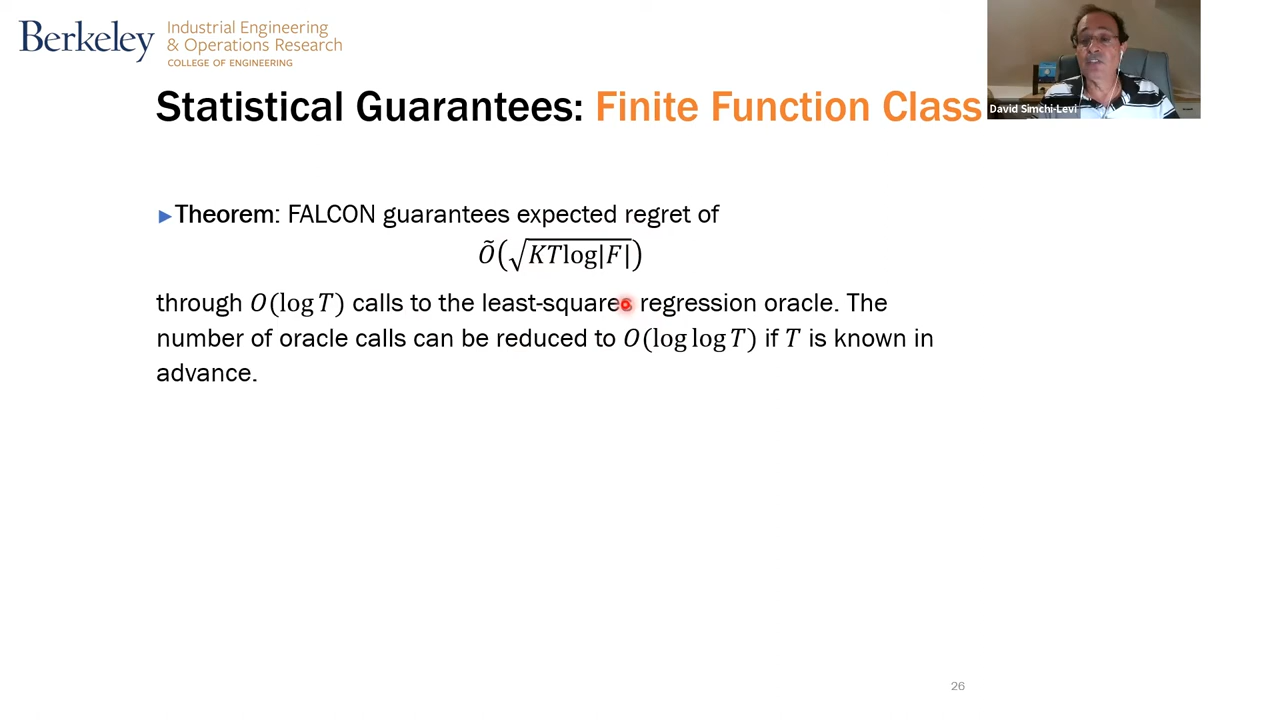 Berkeley
Industrial Engineering
& Operations Research
COLLEGE OF ENGINEERING
Statistical Guarantees: Finite Function Class
David Simchi-Levi
►Theorem: FALCON guarantees expected regret of
Õ(√KTlog|F|)
through O(log T) calls to the least-squares regression oracle. The
number of oracle calls can be reduced to O(log log T) if T is known in
advance.
26